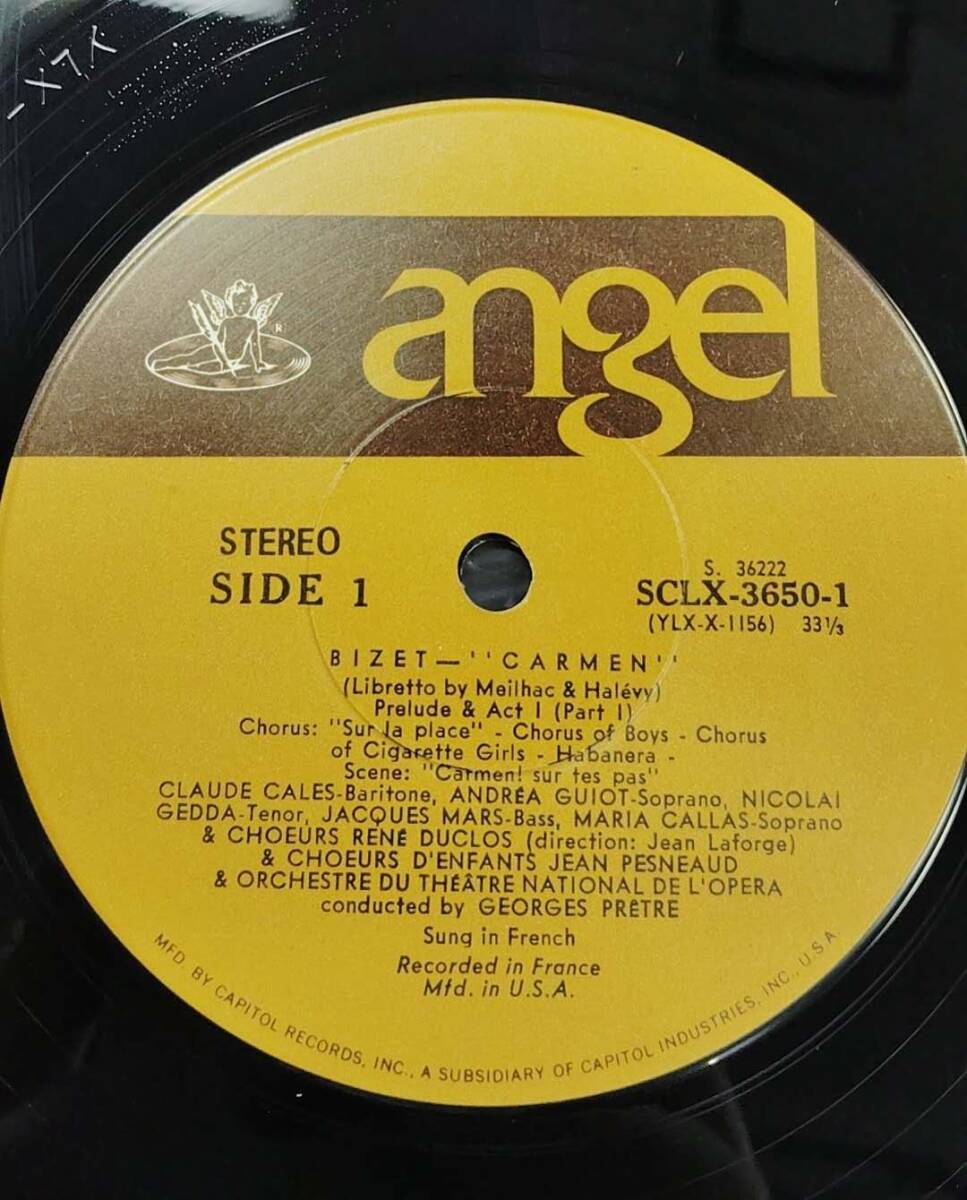 angel
®
STEREO
SIDE 1
S. 36222
SCLX-3650-1
(YLX-X-1156) 33⅓
BIZET—''CARMEN''
(Libretto by Meilhac & Halévy)
Prelude & Act I (Part I)
Chorus: "Sur la place" - Chorus of Boys - Chorus
of Cigarette Girls - Habanera -
Scene: "Carmen! sur tes pas"
CLAUDE CALES-Baritone, ANDRÉA GUIOT-Soprano, NICOLAI
GEDDA-Tenor, JACQUES MARS-Bass, MARIA CALLAS-Soprano
& CHOEURS RENÉ DUCLOS (direction: Jean Laforge)
& CHOEURS D'ENFANTS JEAN PESNEAUD
& ORCHESTRE DU THÉÂTRE NATIONAL DE L'OPERA
conducted by GEORGES PRÊTRE
Sung in French
Recorded in France
Mfd. in U.S.A.
MFD. BY CAPITOL RECORDS, INC., A SUBSIDIARY OF CAPITOL INDUSTRIES, INC., U.S.A.